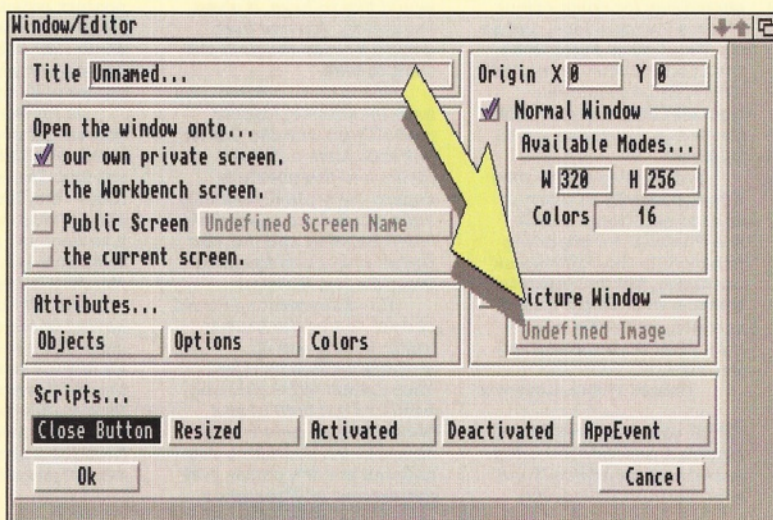 Window/Editor
Title Unnamed...
Origin X 0 Y 0
Open the window onto...
our own private screen.
the Workbench screen.
Public Screen Undefined Screen Name
the current screen.
Normal Window
Available Modes...
W 320 H 256
Colors 16
Attributes...
Objects Options Colors
icture Window
Undefined Image
Scripts...
Close Button Resized Activated Deactivated AppEvent
Ok Cancel